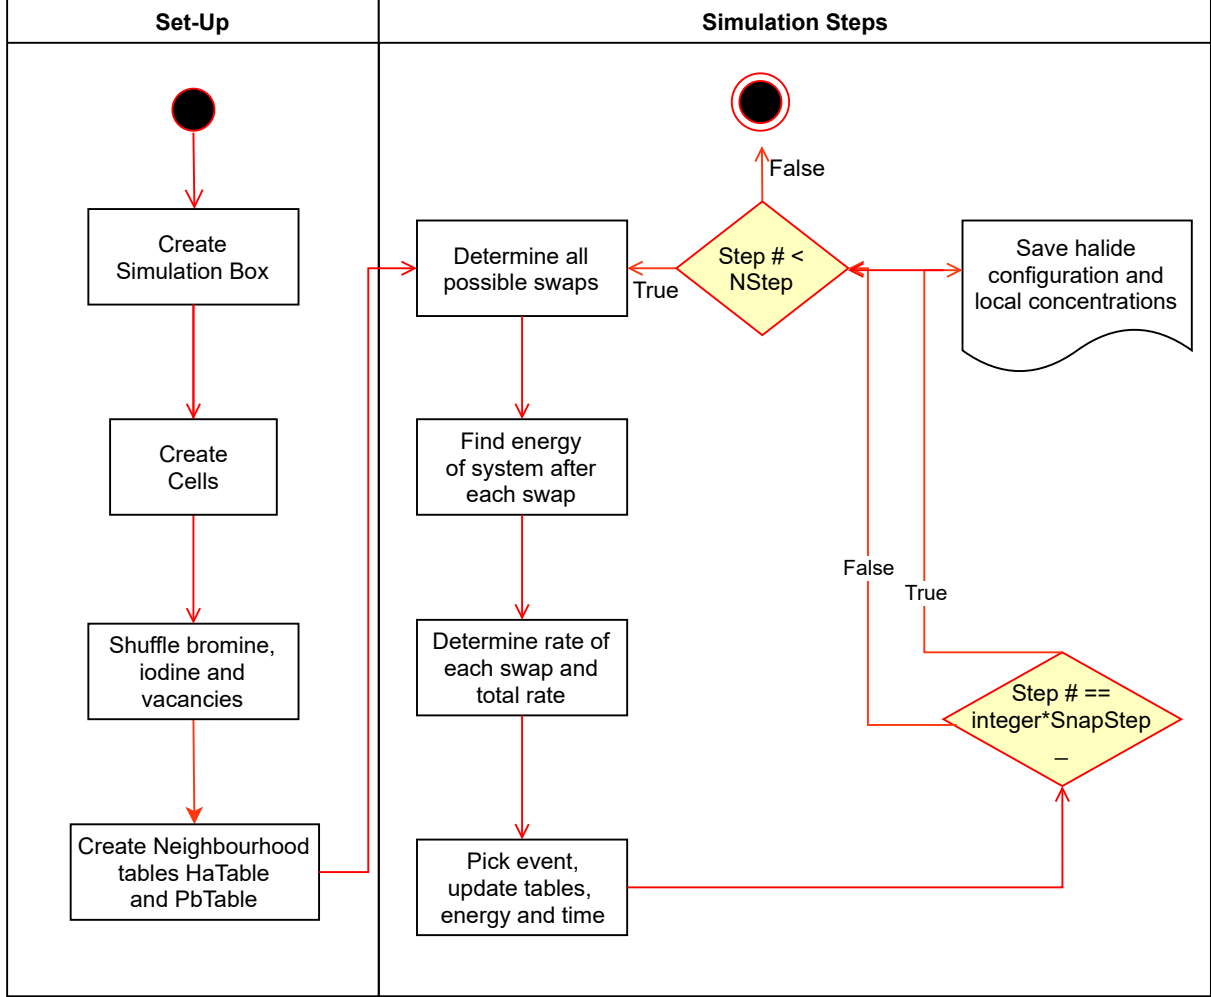 Set-Up
Simulation Steps
Create
Simulation Box
Create
Cells
Shuffle bromine,
iodine and
vacancies
Create Neighbourhood
tables HaTable
and PbTable
Determine all
possible swaps
Find energy
of system after
each swap
Determine rate of
each swap and
total rate
Pick event,
update tables,
energy and time
False
Step # <
NStep
True
Save halide
configuration and
local concentrations
False
True
Step # ==
integer*SnapStep
_